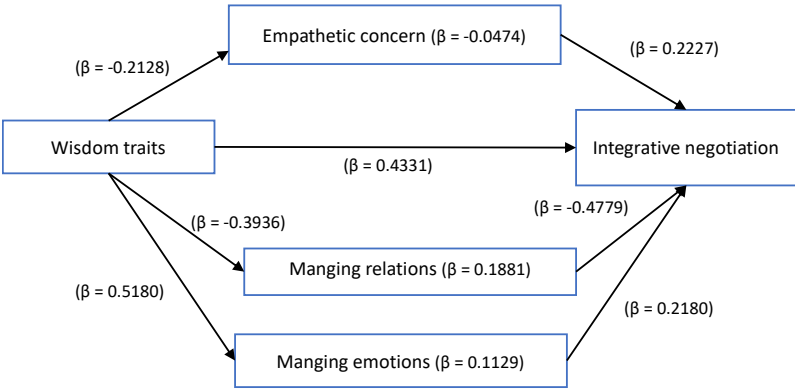 Empathetic concern (β = -0.0474)
(β = 0.2227)
(β = -0.2128)
Wisdom traits
Integrative negotiation
(β = 0.4331)
(β = -0.3936)
(β = -0.4779)
Manging relations (β = 0.1881)
(β = 0.5180)
(β = 0.2180)
Manging emotions (β = 0.1129)